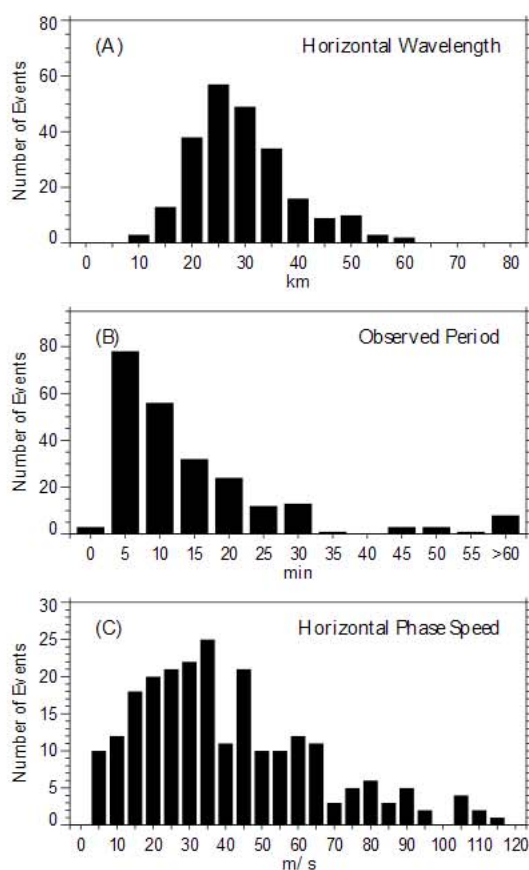 80
(A)
Horizontal Wavelength
60
40
20
0
Number of Events
0 10 20 30 40 50 60 70 80
km
(B)
Observed Period
80
60
40
20
0
Number of Events
0 5 10 15 20 25 30 35 40 45 50 55 >60
min
30
(C)
Horizontal Phase Speed
25
20
15
10
5
0
Number of Events
0 10 20 30 40 50 60 70 80 90 100 110 120
m/ s